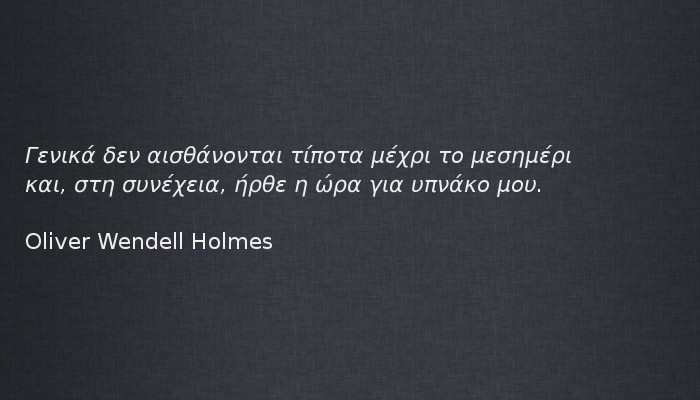 Γενικά δεν αισθάνονται τίποτα μέχρι το μεσημέρι
και, στη συνέχεια, ήρθε η ώρα για υπνάκο μου.
Oliver Wendell Holmes